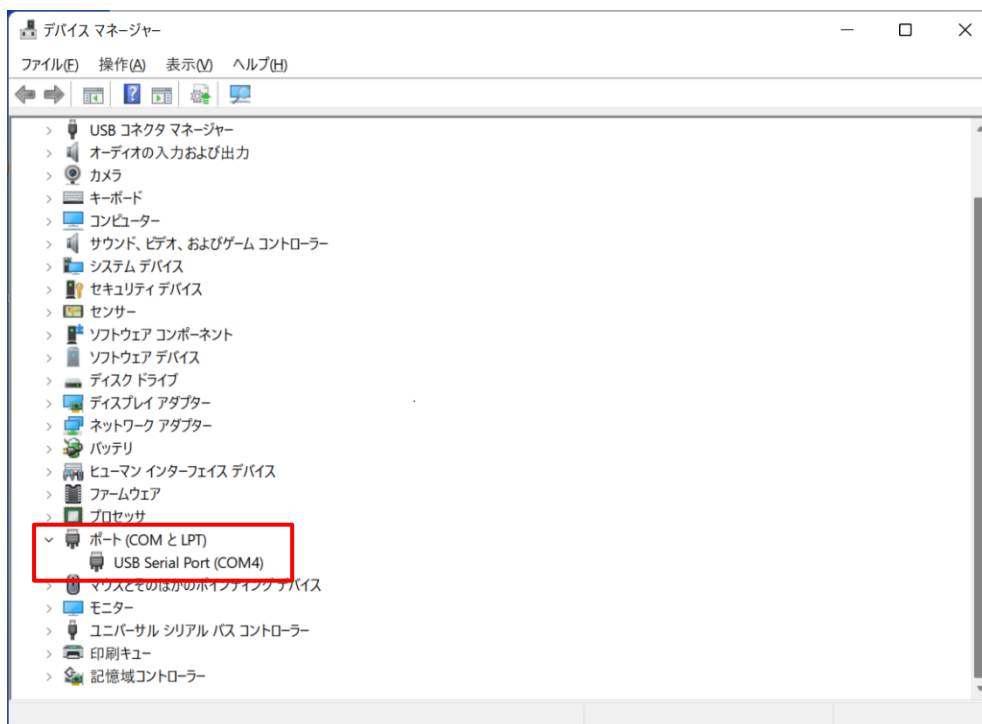 デバイス マネージャー
ファイル(F) 操作(A) 表示(V) ヘルプ(H)
USB コネクタ マネージャー
オーディオの入力および出力
カメラ
キーボード
コンピューター
サウンド、ビデオ、およびゲーム コントローラー
システム デバイス
セキュリティ デバイス
センサー
ソフトウェア コンポーネント
ソフトウェア デバイス
ディスク ドライブ
ディスプレイ アダプター
ネットワーク アダプター
バッテリ
ヒューマン インターフェイス デバイス
ファームウェア
プロセッサ
ポート (COM と LPT)
USB Serial Port (COM4)
マウスとそのほかのポインティング デバイス
モニター
ユニバーサル シリアル バス コントローラー
印刷キュー
記憶域コントローラー